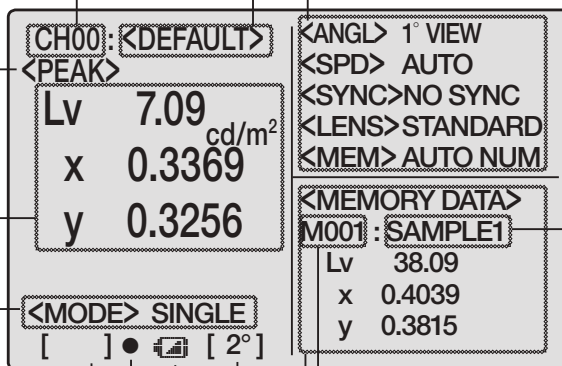 CH00 : <DEFAULT>
<PEAK>
Lv 7.09 cd/m²
x 0.3369
y 0.3256
<MODE> SINGLE
[ ] ● [ 2° ]
<ANGL> 1° VIEW
<SPD> AUTO
<SYNC>NO SYNC
<LENS>STANDARD
<MEM> AUTO NUM
<MEMORY DATA>
M001 : SAMPLE1
Lv 38.09
x 0.4039
y 0.3815